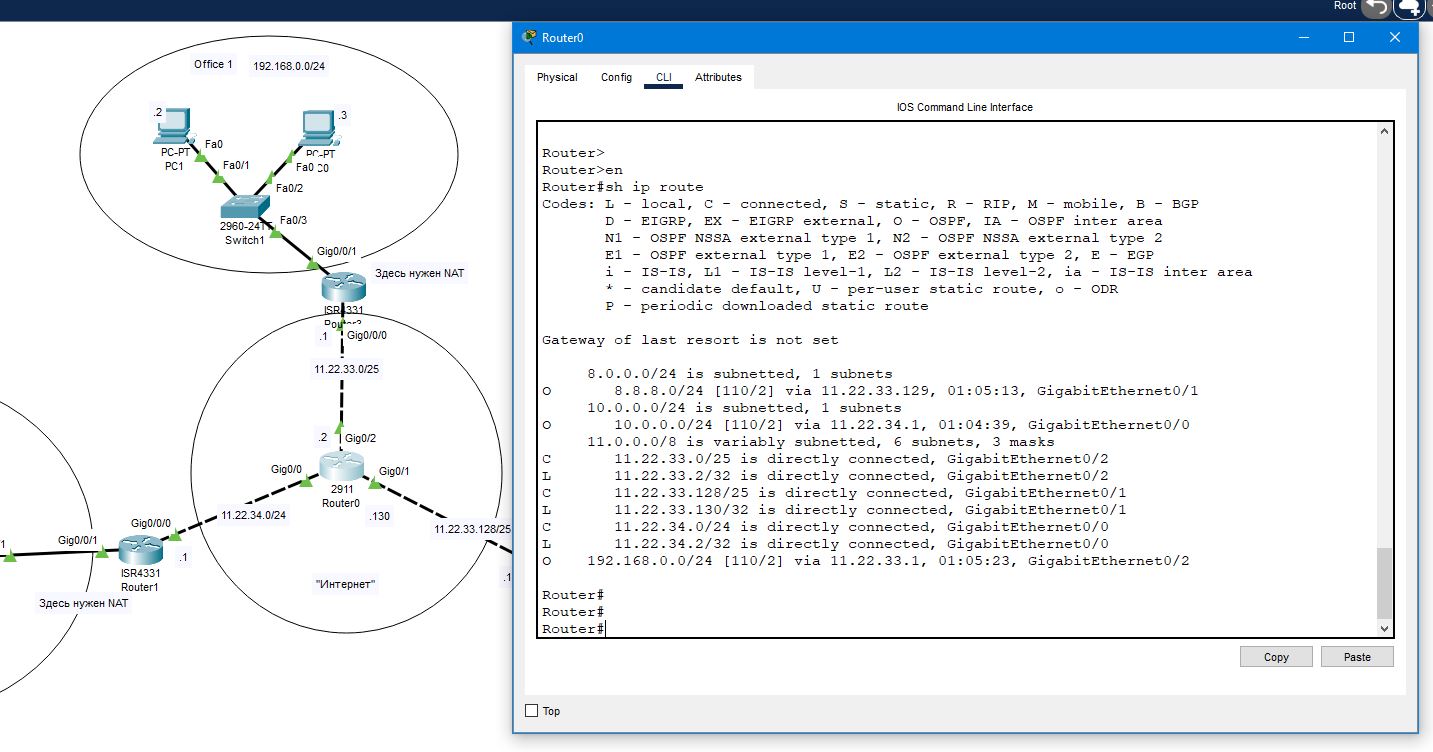 Root
Office 1
192.168.0.0/24
.2
.3
PC-PT
PC1
Fa0
PC-PT
Fa0
C0
Fa0/1
Fa0/2
2960-24TT
Switch1
Fa0/3
Gig0/0/1
Здесь нужен NAT
ISR4331
.1
Gig0/0/0
11.22.33.0/25
.2
Gig0/2
Gig0/0
Gig0/1
2911
Router0
.130
11.22.34.0/24
11.22.33.128/25
Gig0/0/0
Gig0/0/1
.1
ISR4331
Router1
Здесь нужен NAT
"Интернет"
.1
Router0
Physical Config CLI Attributes
IOS Command Line Interface
Router>
Router>en
Router#sh ip route
Codes: L - local, C - connected, S - static, R - RIP, M - mobile, B - BGP
D - EIGRP, EX - EIGRP external, O - OSPF, IA - OSPF inter area
N1 - OSPF NSSA external type 1, N2 - OSPF NSSA external type 2
E1 - OSPF external type 1, E2 - OSPF external type 2, E - EGP
i - IS-IS, L1 - IS-IS level-1, L2 - IS-IS level-2, ia - IS-IS inter area
* - candidate default, U - per-user static route, o - ODR
P - periodic downloaded static route
Gateway of last resort is not set
8.0.0.0/24 is subnetted, 1 subnets
O 8.8.8.0/24 [110/2] via 11.22.33.129, 01:05:13, GigabitEthernet0/1
10.0.0.0/24 is subnetted, 1 subnets
O 10.0.0.0/24 [110/2] via 11.22.34.1, 01:04:39, GigabitEthernet0/0
11.0.0.0/8 is variably subnetted, 6 subnets, 3 masks
C 11.22.33.0/25 is directly connected, GigabitEthernet0/2
L 11.22.33.2/32 is directly connected, GigabitEthernet0/2
C 11.22.33.128/25 is directly connected, GigabitEthernet0/1
L 11.22.33.130/32 is directly connected, GigabitEthernet0/1
C 11.22.34.0/24 is directly connected, GigabitEthernet0/0
L 11.22.34.2/32 is directly connected, GigabitEthernet0/0
O 192.168.0.0/24 [110/2] via 11.22.33.1, 01:05:23, GigabitEthernet0/2
Router#
Router#
Router#
Copy Paste
Top